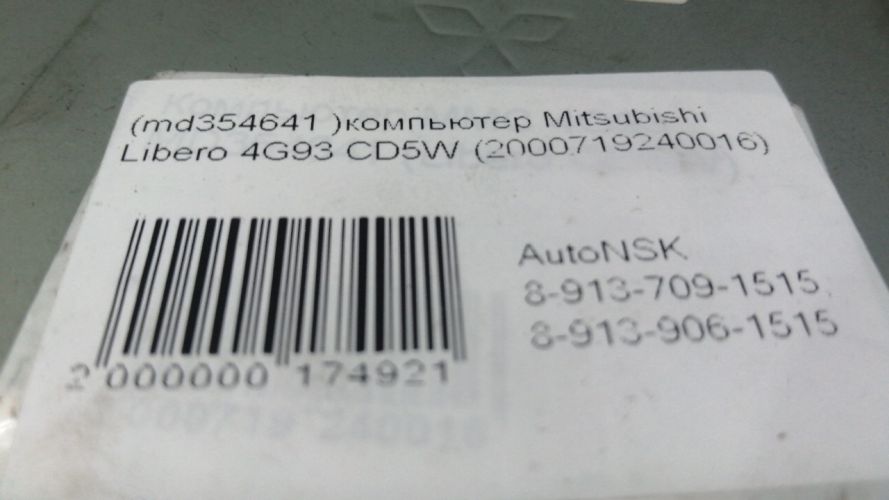 (md354641 )компьютер Mitsubishi
Libero 4G93 CD5W (2000719240016)
AutoNSK
8-913-709-1515
8-913-906-1515
2 000000 174921